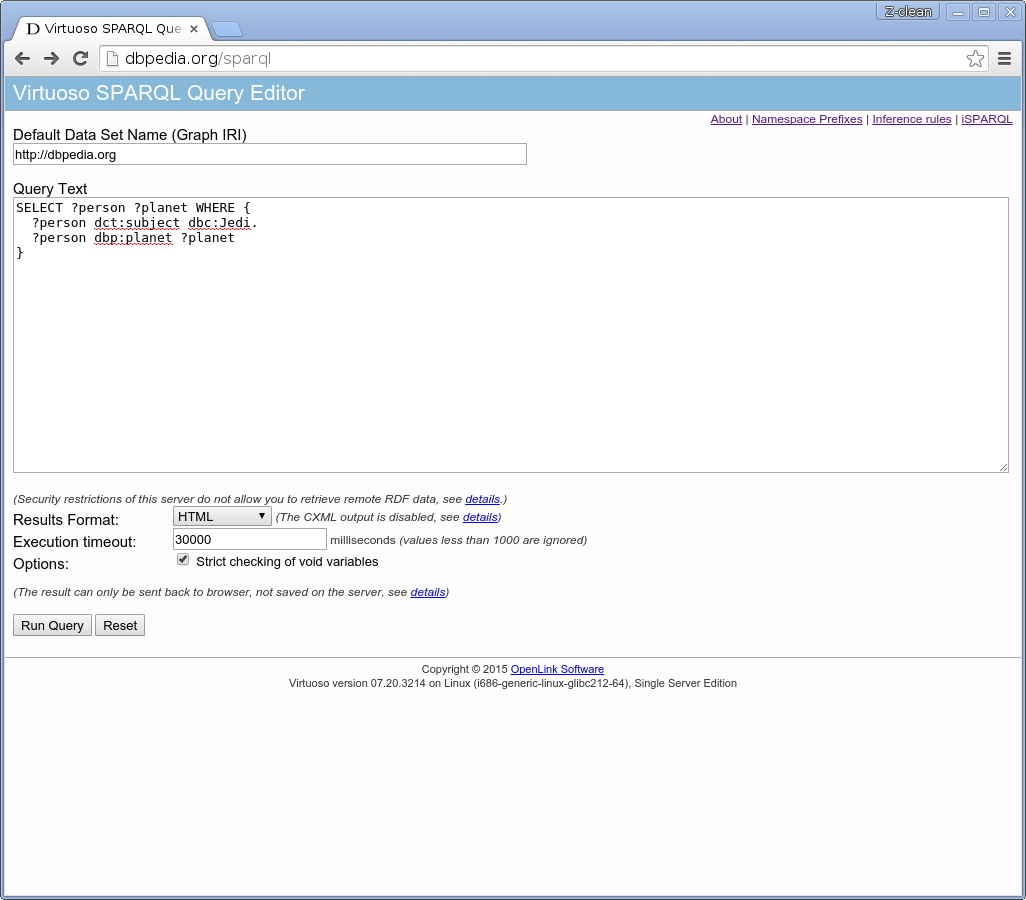 Z-clean
D Virtuoso SPARQL Que
dbpedia.org/sparql
Virtuoso SPARQL Query Editor
About | Namespace Prefixes | Inference rules | iSPARQL
Default Data Set Name (Graph IRI)
http://dbpedia.org
Query Text
SELECT ?person ?planet WHERE {
  ?person dct:subject dbc:Jedi.
  ?person dbp:planet ?planet
}
(Security restrictions of this server do not allow you to retrieve remote RDF data, see details.)
Results Format: HTML (The CXML output is disabled, see details)
Execution timeout: 30000 milliseconds (values less than 1000 are ignored)
Options: Strict checking of void variables
(The result can only be sent back to browser, not saved on the server, see details)
Run Query Reset
Copyright © 2015 OpenLink Software
Virtuoso version 07.20.3214 on Linux (i686-generic-linux-glibc212-64), Single Server Edition